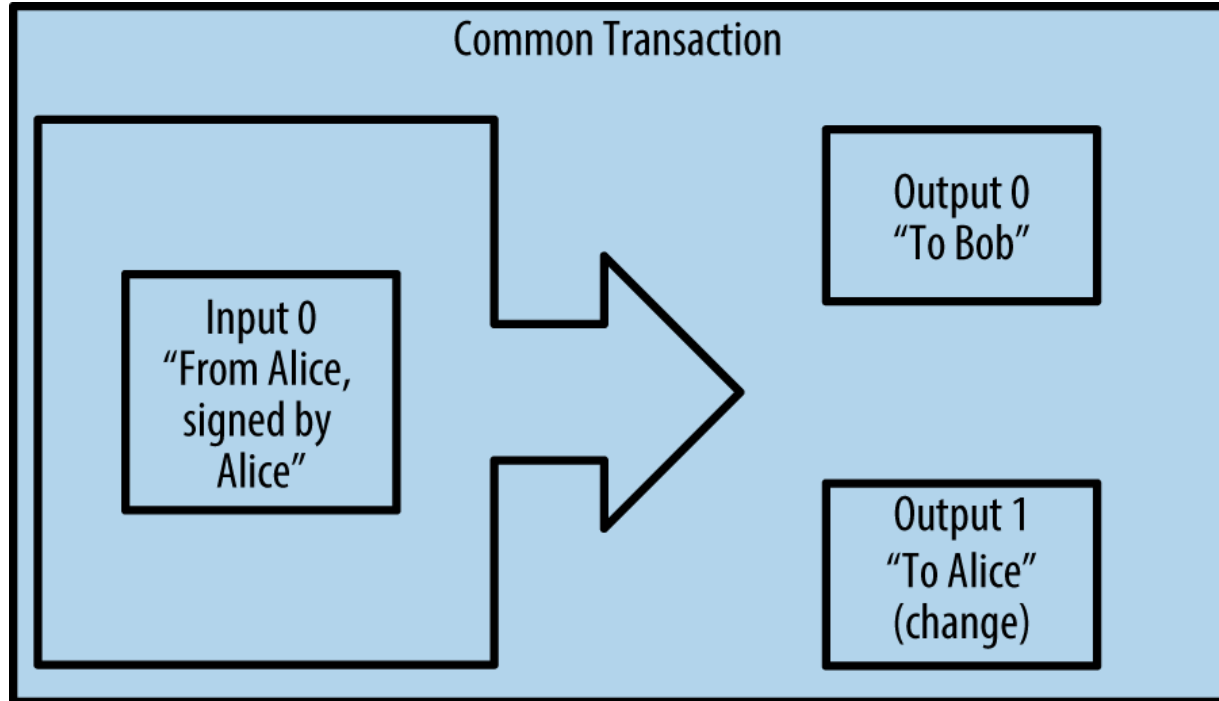 Common Transaction
Input 0
“From Alice,
signed by
Alice”
Output 0
“To Bob”
Output 1
“To Alice”
(change)